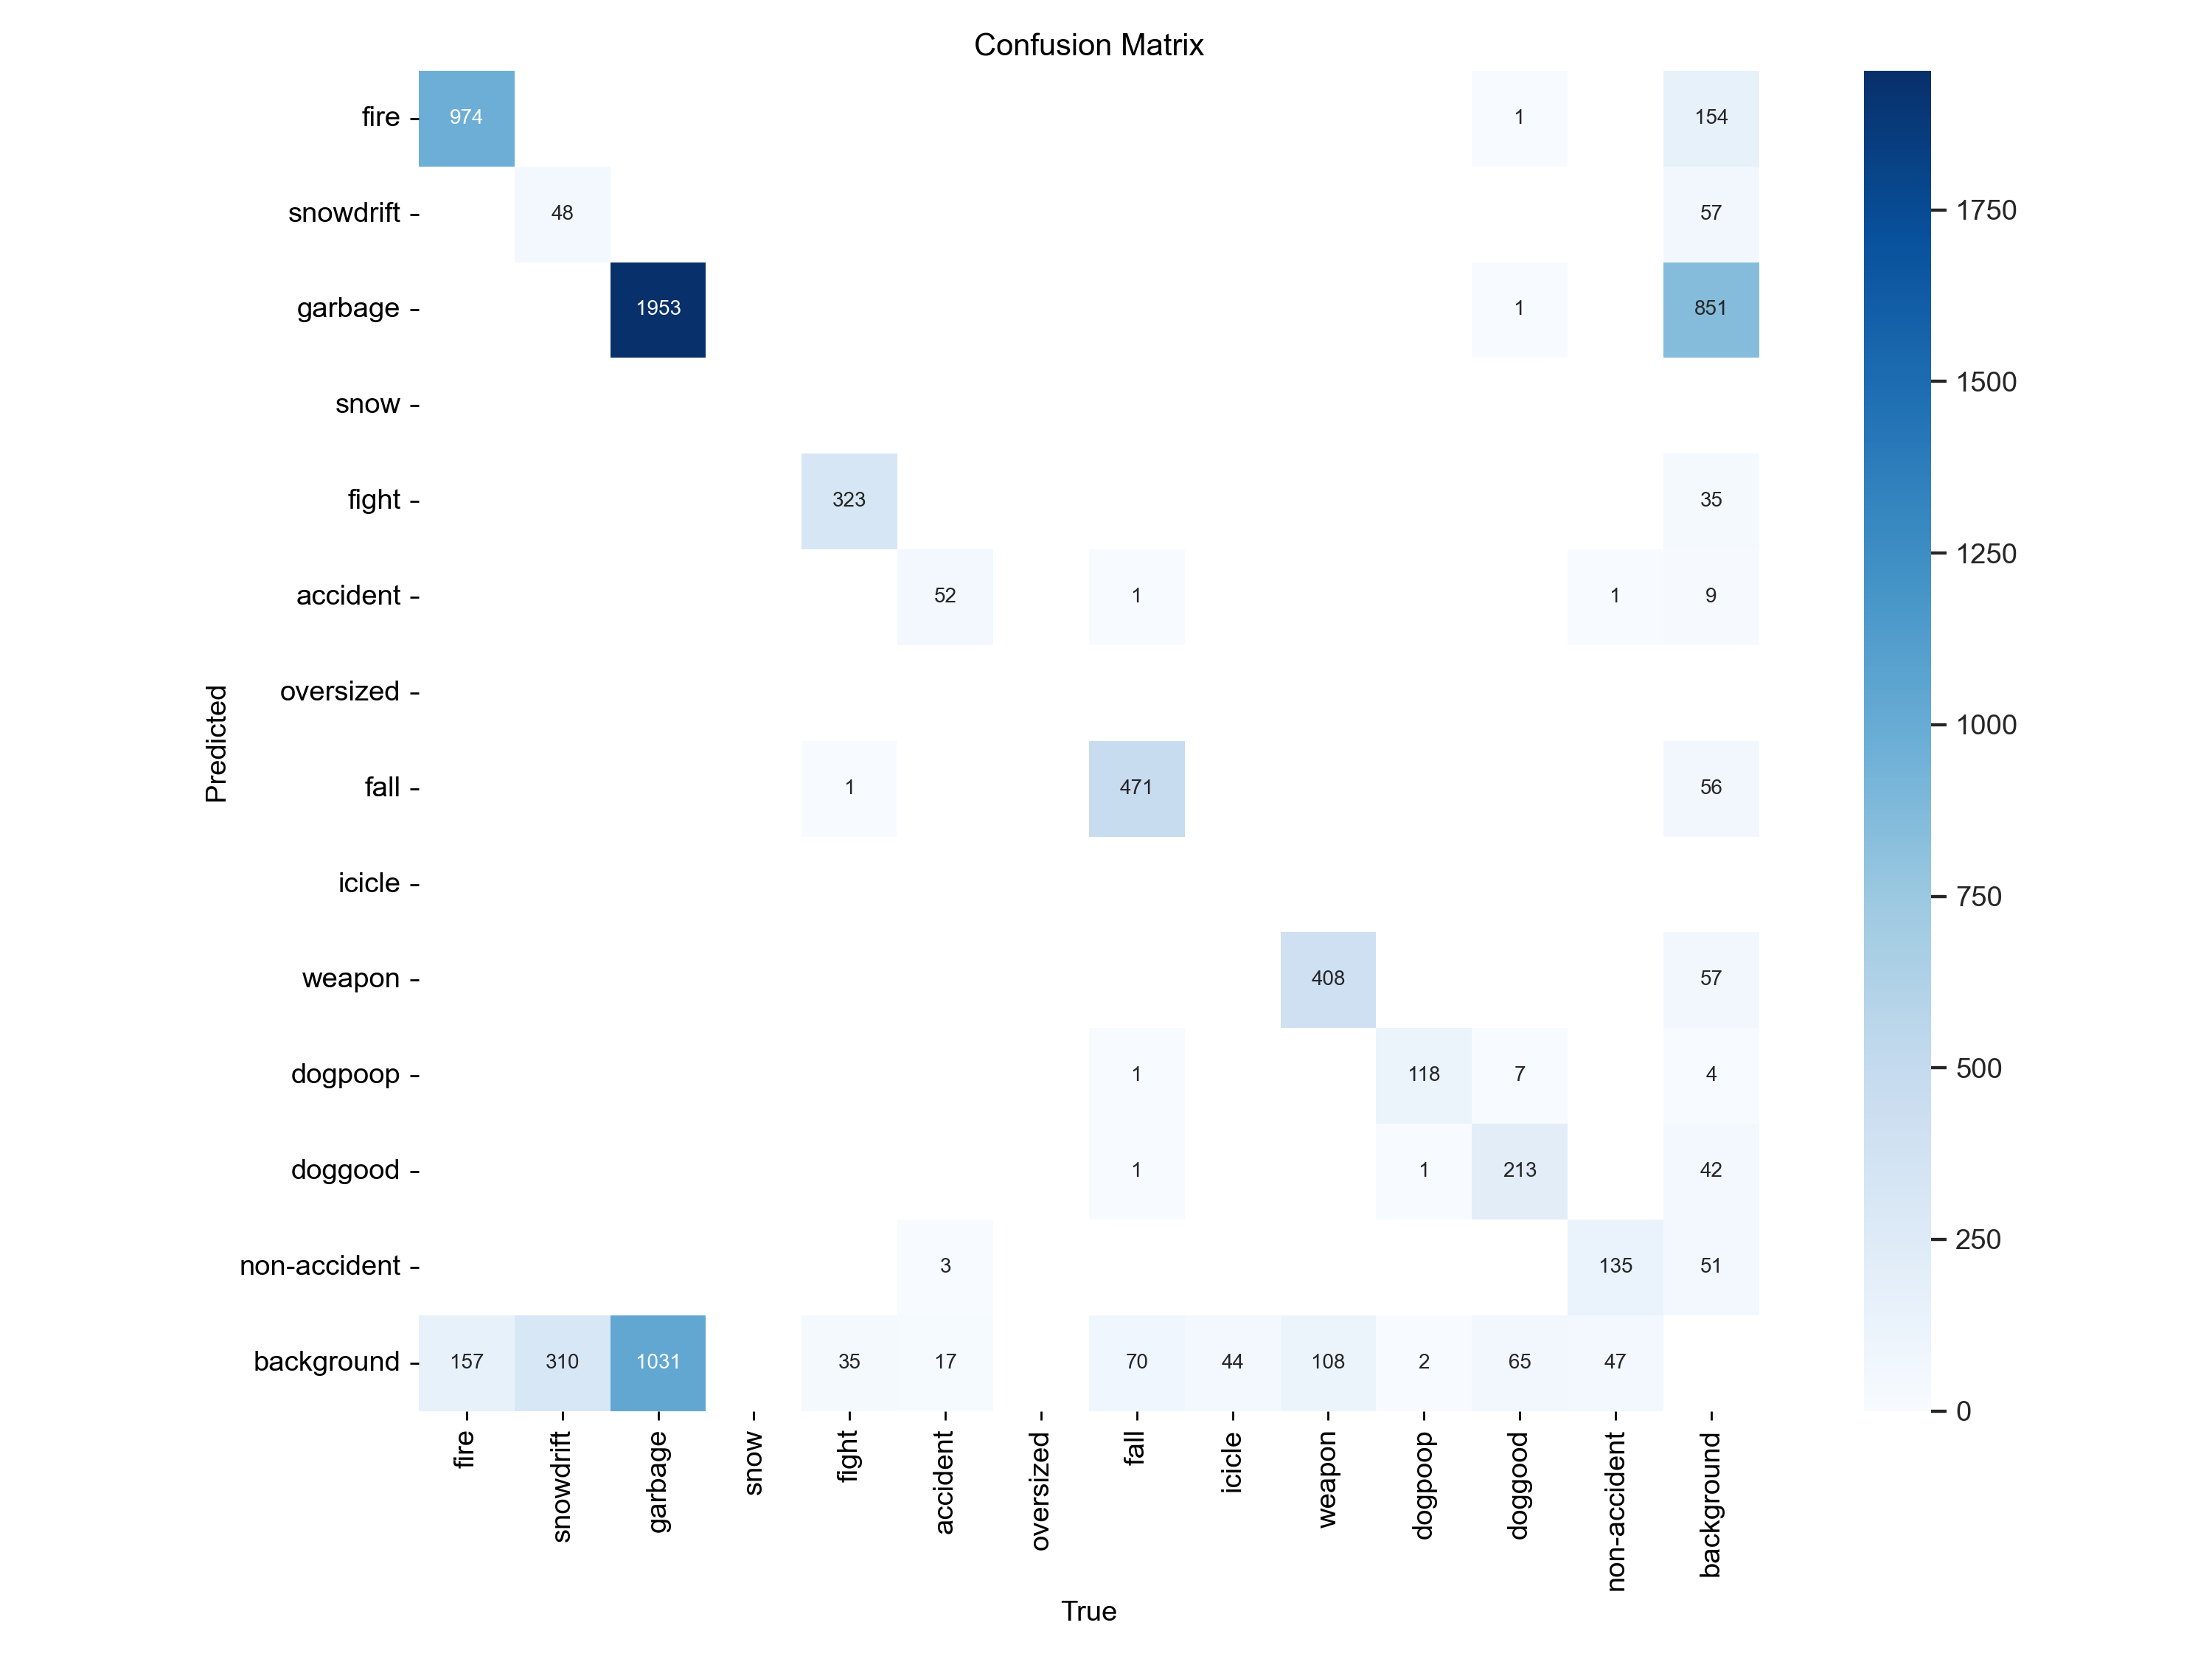 Confusion Matrix
fire 974 1 154
snowdrift 48 57
garbage 1953 1 851
snow
fight 323 35
accident 52 1 1 9
oversized
fall 1 471 56
icicle
weapon 408 57
dogpoop 1 118 7 4
doggood 1 1 213 42
non-accident 3 135 51
background 157 310 1031 35 17 70 44 108 2 65 47
Predicted
fire snowdrift garbage snow fight accident oversized fall icicle weapon dogpoop doggood non-accident background
True
1750
1500
1250
1000
750
500
250
0